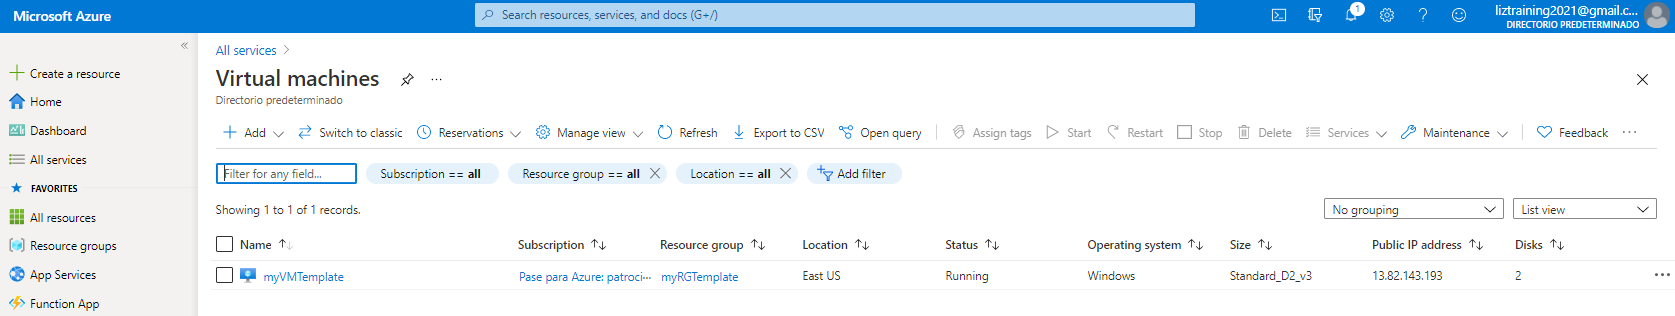 Microsoft Azure
Search resources, services, and docs (G+/)
1
liztraining2021@gmail.c...
DIRECTORIO PREDETERMINADO
«
Create a resource
Home
Dashboard
All services
FAVORITES
All resources
Resource groups
App Services
Function App
All services >
Virtual machines ...
Directorio predeterminado
Add Switch to classic Reservations Manage view Refresh Export to CSV Open query Assign tags Start Restart Stop Delete Services Maintenance Feedback ...
Filter for any field... Subscription == all Resource group == all Location == all Add filter
Showing 1 to 1 of 1 records. No grouping List view
Name Subscription Resource group Location Status Operating system Size Public IP address Disks
myVMTemplate Pase para Azure: patroci... myRGTemplate East US Running Windows Standard_D2_v3 13.82.143.193 2 ...